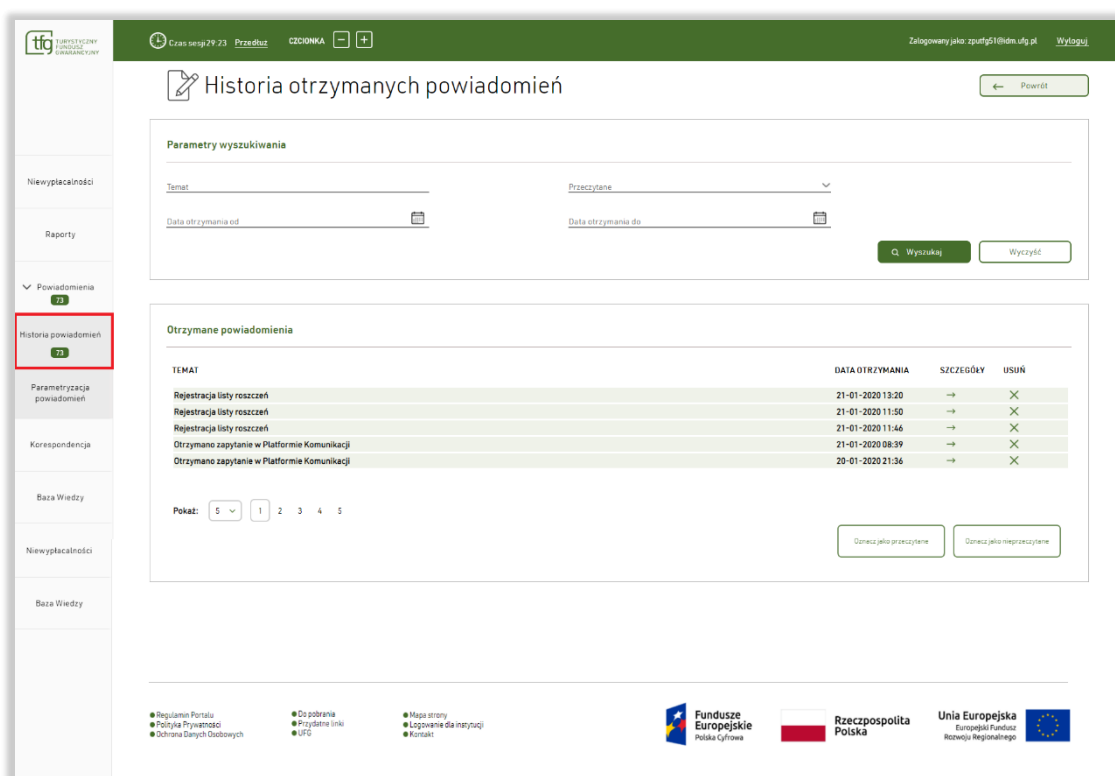 tfg TURYSTYCZNY
FUNDUSZ
GWARANCYJNY
Czas sesji 29:23 Przedłuż CZCIONKA
Zalogowany jako: zputfg51@idm.ufg.pl Wyloguj
Historia otrzymanych powiadomień
Powrót
Niewypłacalności
Raporty
Powiadomienia
73
Historia powiadomień
73
Parametryzacja
powiadomień
Korespondencja
Baza Wiedzy
Niewypłacalności
Baza Wiedzy
Parametry wyszukiwania
Temat
Przeczytane
Data otrzymania od
Data otrzymania do
Wyszukaj
Wyczyść
Otrzymane powiadomienia
TEMAT DATA OTRZYMANIA SZCZEGÓŁY USUŃ
Rejestracja listy roszczeń 21-01-2020 13:20
Rejestracja listy roszczeń 21-01-2020 11:50
Rejestracja listy roszczeń 21-01-2020 11:46
Otrzymano zapytanie w Platformie Komunikacji 21-01-2020 08:39
Otrzymano zapytanie w Platformie Komunikacji 20-01-2020 21:36
Pokaż: 5 1 2 3 4 5
Oznacz jako przeczytane
Oznacz jako nieprzeczytane
Regulamin Portalu
Polityka Prywatności
Ochrona Danych Osobowych
Do pobrania
Przydatne linki
UFG
Mapa strony
Logowanie dla instytucji
Kontakt
Fundusze
Europejskie
Polska Cyfrowa
Rzeczpospolita
Polska
Unia Europejska
Europejski Fundusz
Rozwoju Regionalnego